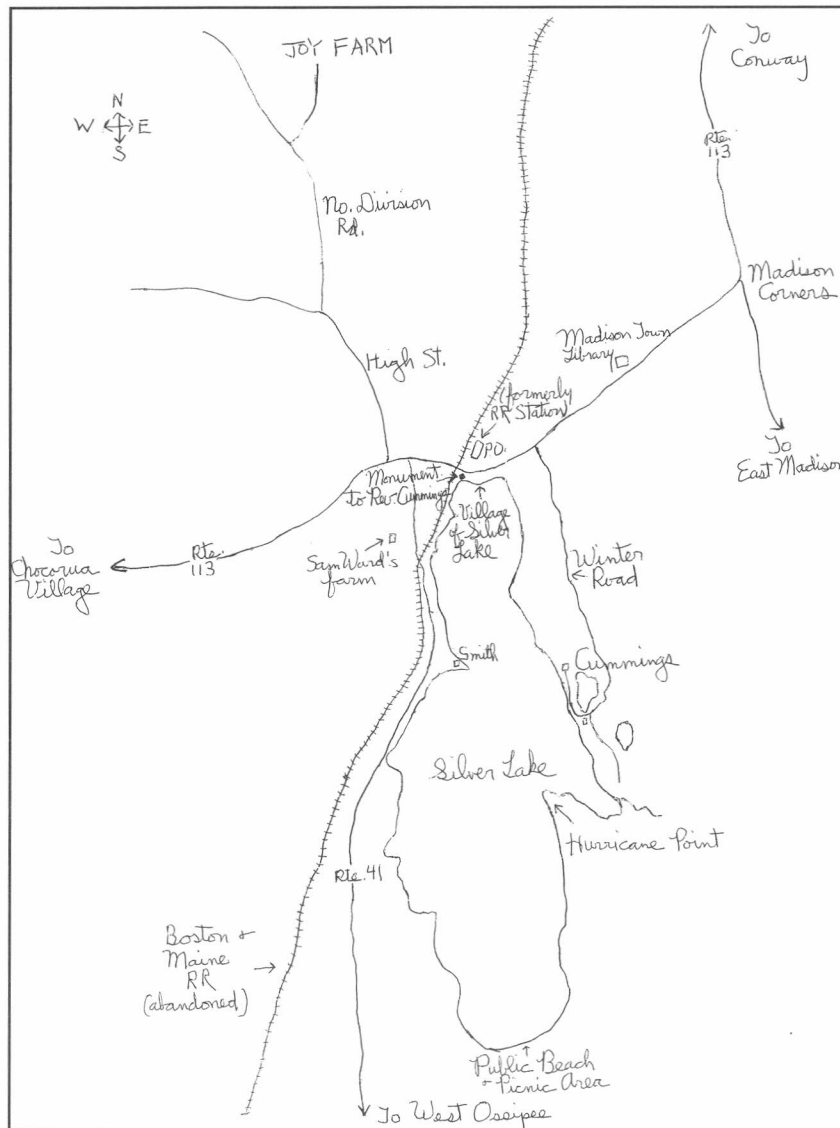 JOY FARM
To
Conway
N
W E
S
Rte.
113
No. Division
Rd.
Madison
Corners
Madison Town
Library
High St.
(formerly
RR Station)
P.O.
To
East Madison
Monument
to Rev. Cummings
Village
of Silver
Lake
To
Chocorua
Village
Rte.
113
Sam Ward's
farm
Winter
Road
Smith
Cummings
Silver Lake
Hurricane Point
Rte. 41
Boston &
Maine
RR
(abandoned)
Public Beach
& Picnic Area
To West Ossipee